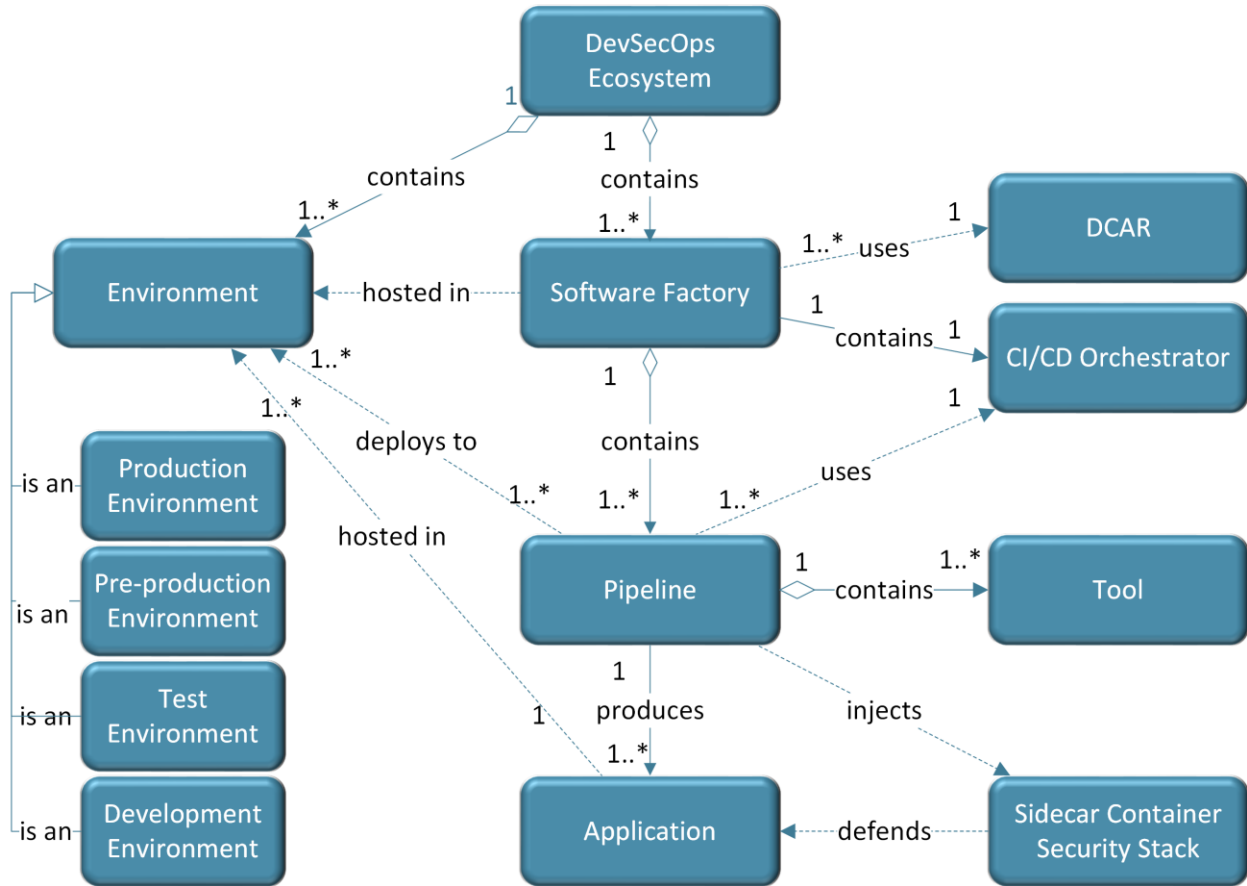 DevSecOps
Ecosystem
1
1
contains
contains
1..*
1..*
Environment
hosted in
Software Factory
1..*
uses
1
DCAR
1
contains
1
CI/CD Orchestrator
1
1..*
1..*
deploys to
contains
uses
1
1..*
1..*
1..*
hosted in
Production
Environment
is an
Pre-production
Environment
is an
Test
Environment
is an
Development
Environment
is an
Pipeline
1
contains
1..*
Tool
1
produces
1..*
injects
1
Application
defends
Sidecar Container
Security Stack